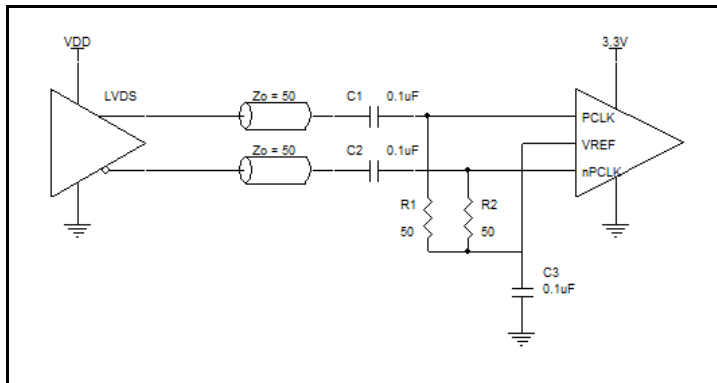 VDD
3.3V
LVDS
Zo = 50
C1
0.1uF
PCLK
VREF
Zo = 50
C2
0.1uF
nPCLK
R1
50
R2
50
C3
0.1uF